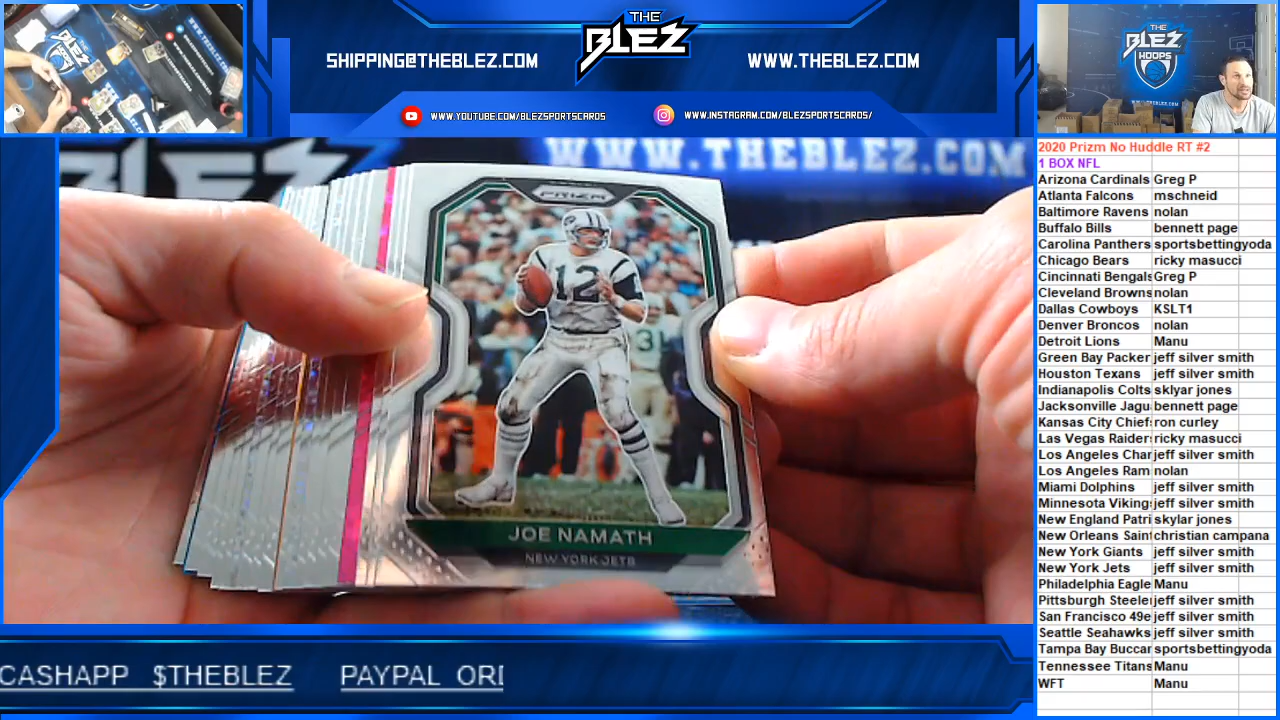 THE
BLEZ
SHIPPING@THEBLEZ.COM
WWW.THEBLEZ.COM
WWW.YOUTUBE.COM/BLEZSPORTSCARDS
WWW.INSTAGRAM.COM/BLEZSPORTSCARDS/
THE
BLEZ
HOOPS
WWW.THEBLEZ.COM
PRIZM
12
31
JOE NAMATH
NEW YORK JETS
2020 Prizm No Huddle RT #2
1 BOX NFL
Arizona Cardinals Greg P
Atlanta Falcons mschneid
Baltimore Ravens nolan
Buffalo Bills bennett page
Carolina Panthers sportsbettingyoda
Chicago Bears ricky masucci
Cincinnati Bengals Greg P
Cleveland Browns nolan
Dallas Cowboys KSLT1
Denver Broncos nolan
Detroit Lions Manu
Green Bay Packer jeff silver smith
Houston Texans jeff silver smith
Indianapolis Colts sklyar jones
Jacksonville Jagu bennett page
Kansas City Chief ron curley
Las Vegas Raider ricky masucci
Los Angeles Char jeff silver smith
Los Angeles Ram nolan
Miami Dolphins jeff silver smith
Minnesota Viking jeff silver smith
New England Patri skylar jones
New Orleans Saint christian campana
New York Giants jeff silver smith
New York Jets jeff silver smith
Philadelphia Eagle Manu
Pittsburgh Steele jeff silver smith
San Francisco 49e jeff silver smith
Seattle Seahawks jeff silver smith
Tampa Bay Buccar sportsbettingyoda
Tennessee Titans Manu
WFT Manu
CASHAPP $THEBLEZ PAYPAL ORD